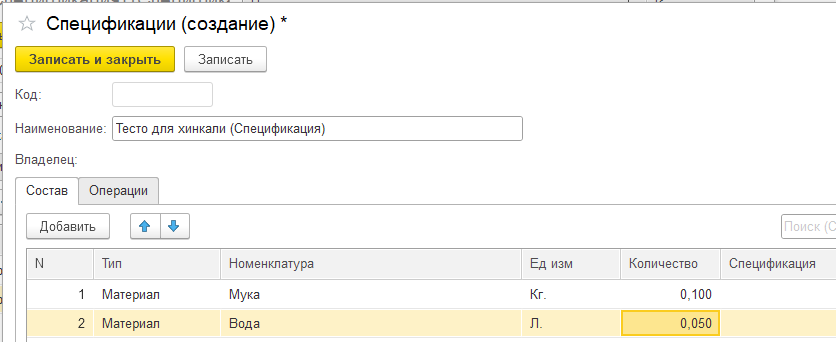 Спецификации (создание) *
Записать и закрыть Записать
Код:
Наименование: Тесто для хинкали (Спецификация)
Владелец:
Состав Операции
Добавить Поиск (С
N Тип Номенклатура Ед изм Количество Спецификация
1 Материал Мука Кг. 0,100
2 Материал Вода Л. 0,050